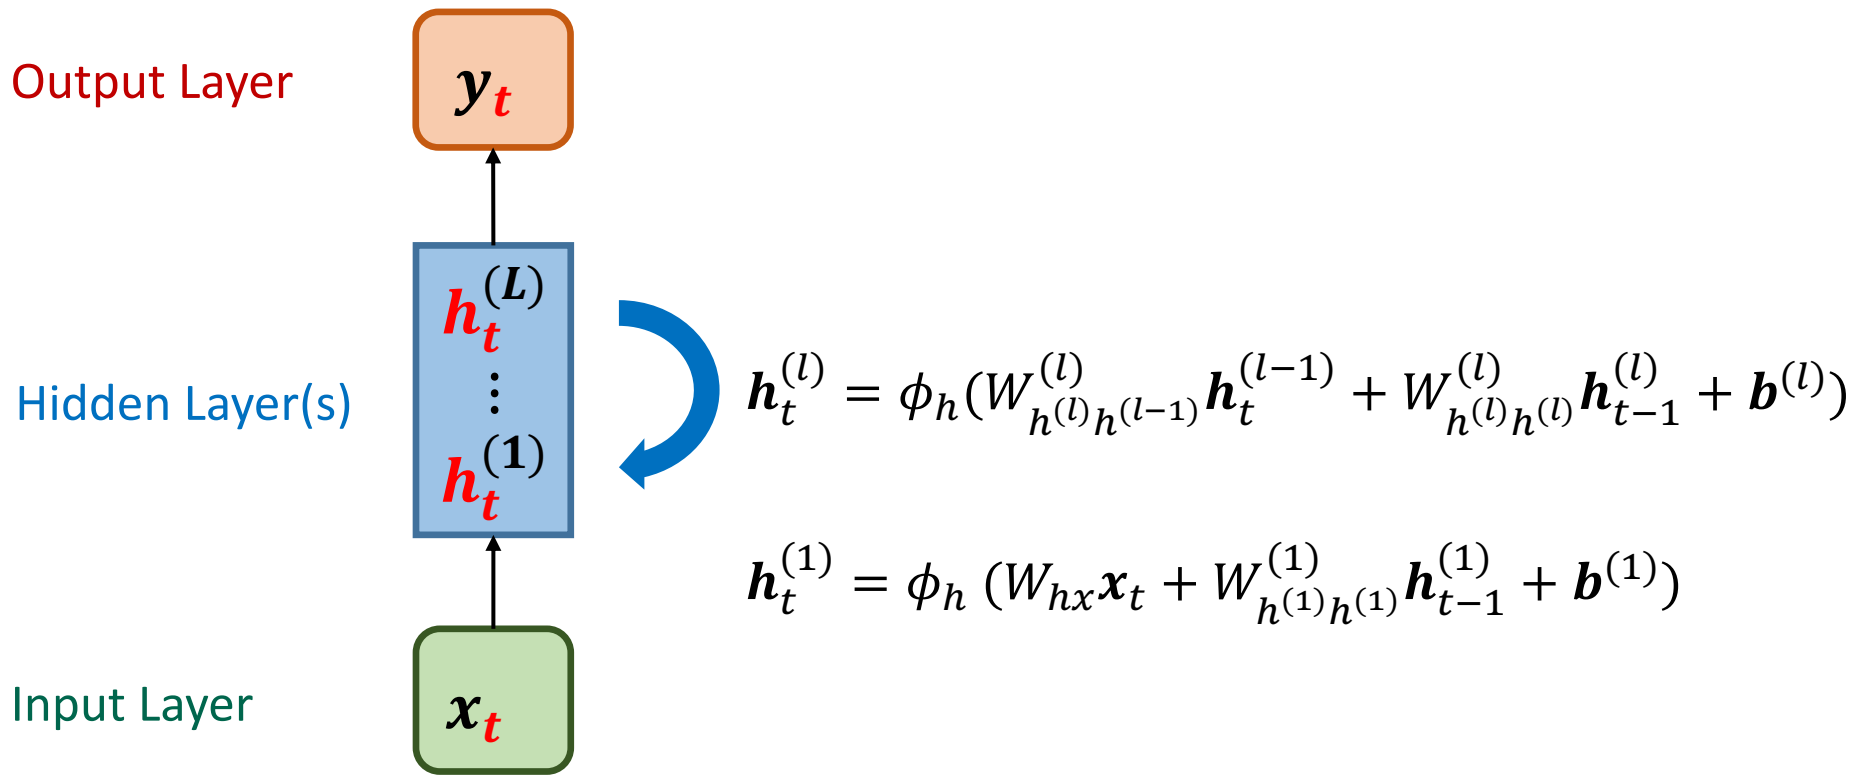 Output Layer
y_t
h_t^{(L)}
⋮
Hidden Layer(s)
h_t^{(l)} = ϕ_h(W_{h^{(l)}h^{(l-1)}}^{(l)} h_t^{(l-1)} + W_{h^{(l)}h^{(l)}}^{(l)} h_{t-1}^{(l)} + b^{(l)})
h_t^{(1)}
h_t^{(1)} = ϕ_h (W_{hx} x_t + W_{h^{(1)}h^{(1)}}^{(1)} h_{t-1}^{(1)} + b^{(1)})
Input Layer
x_t